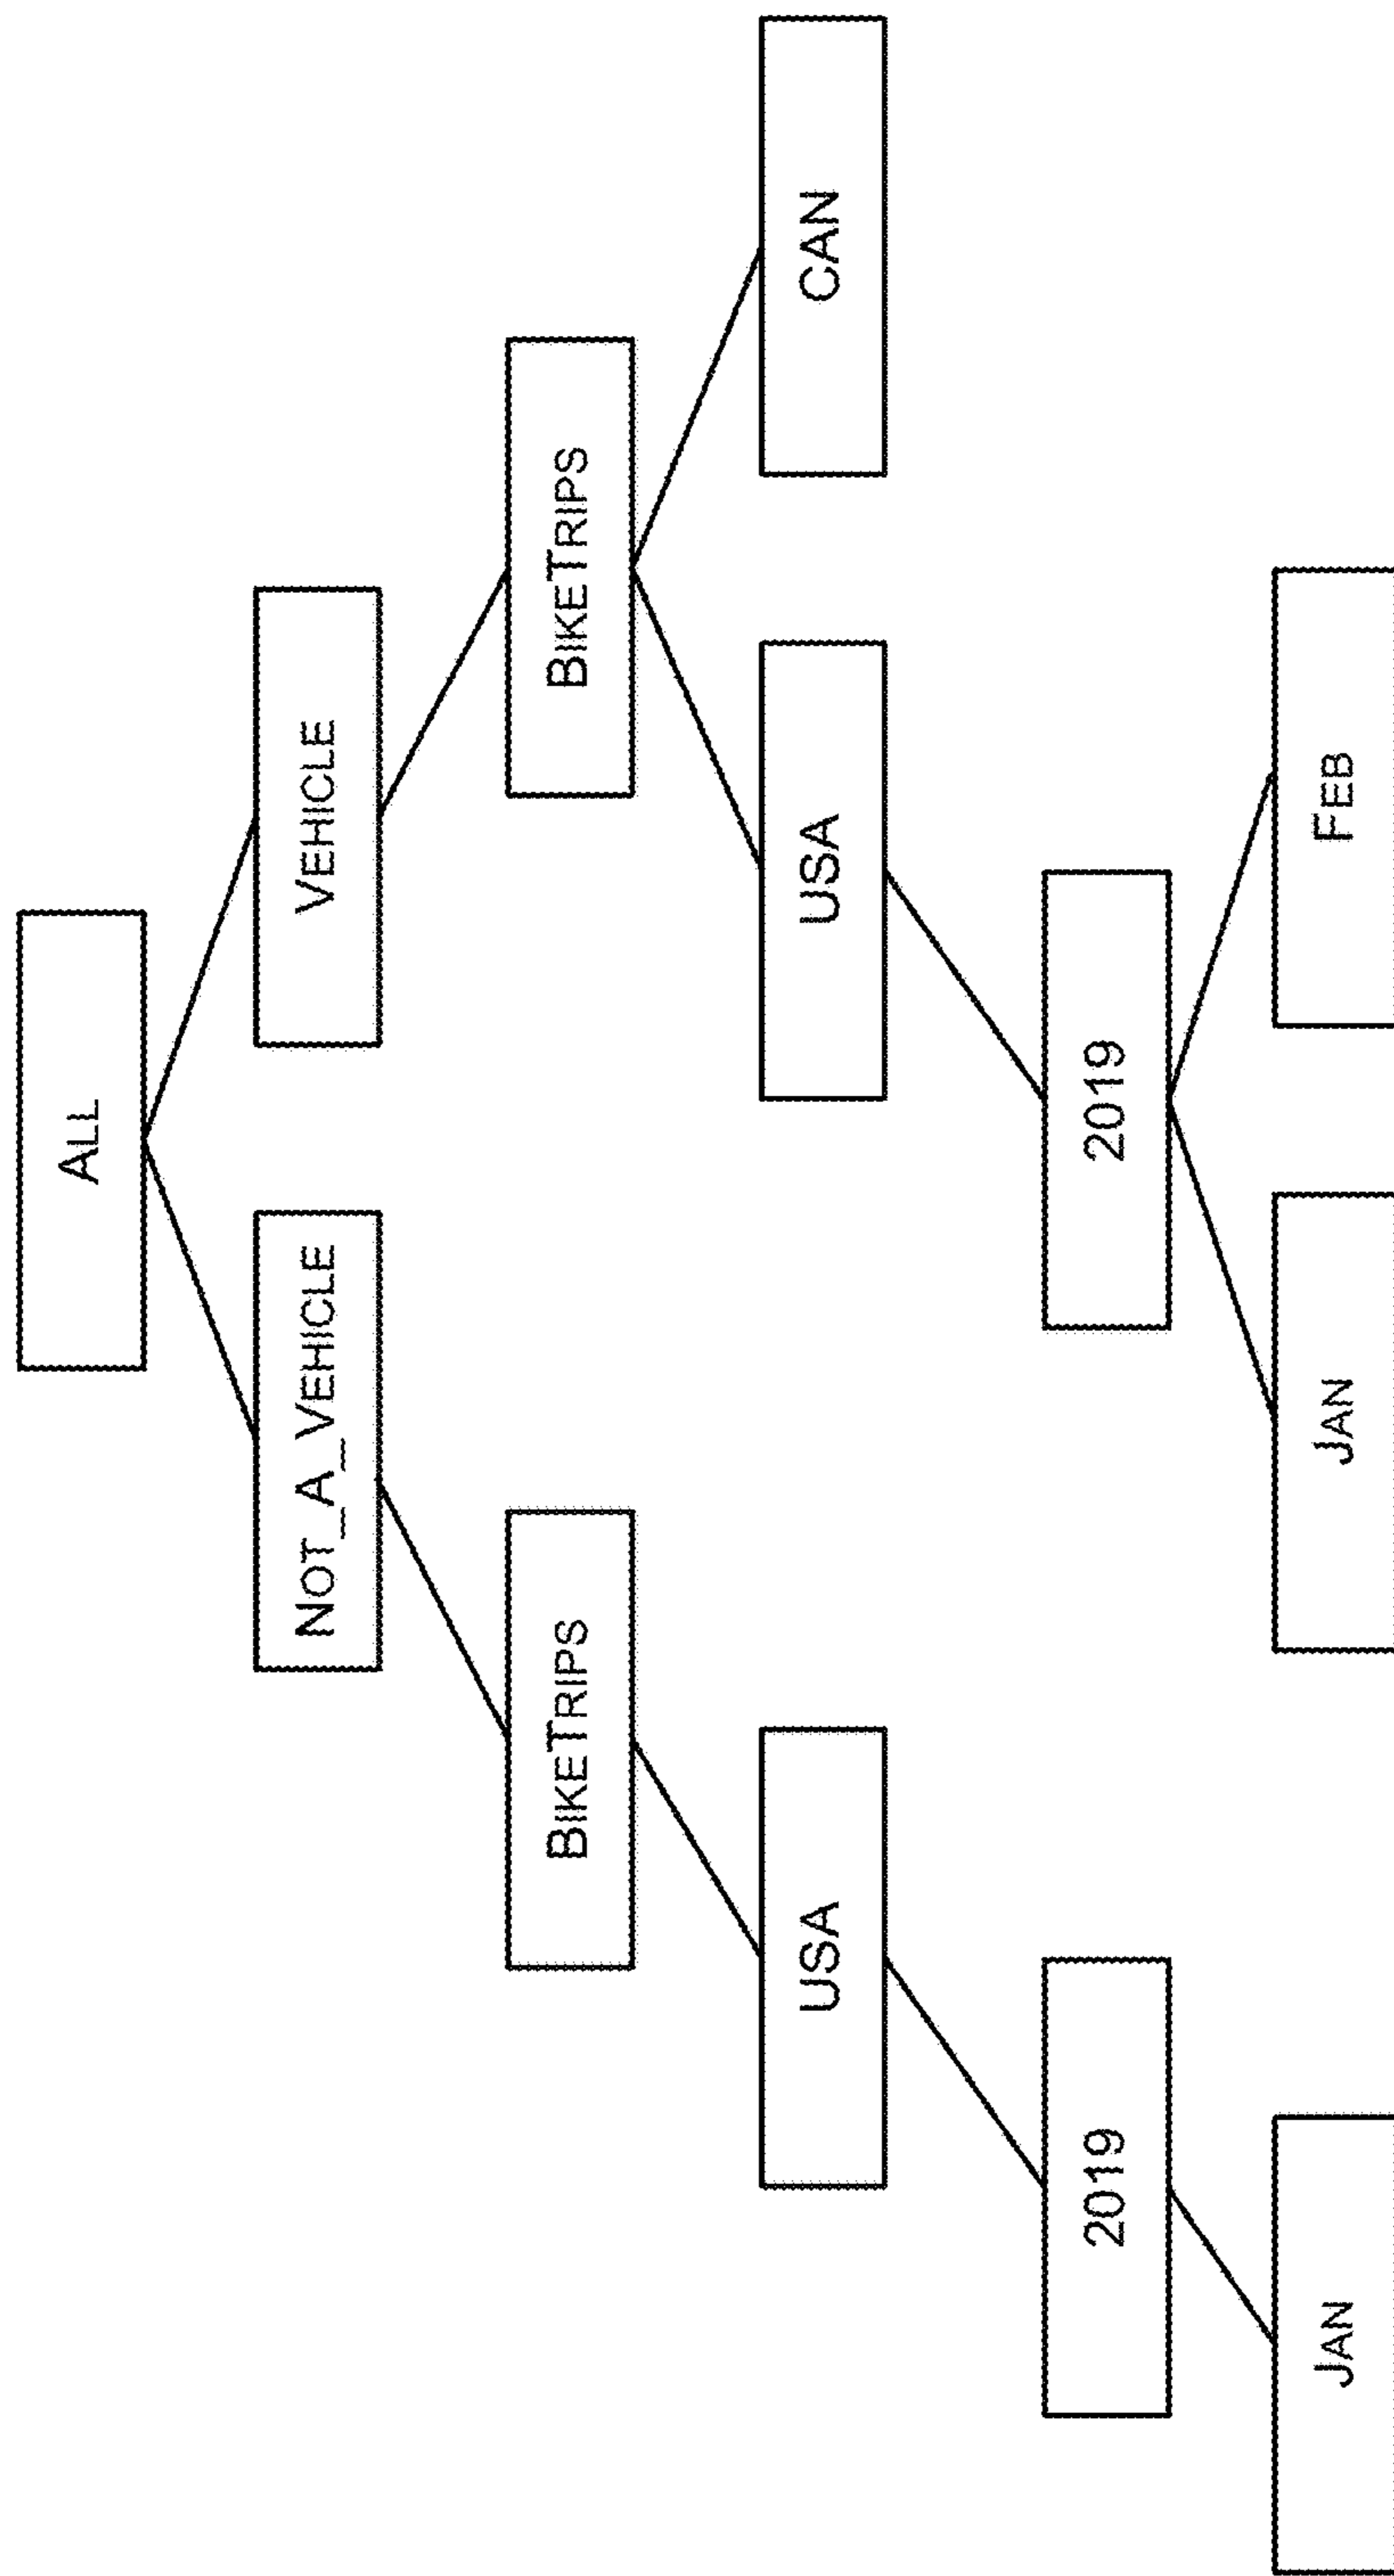 ALL
NOT_A_VEHICLE
VEHICLE
BIKETRIPS
BIKETRIPS
USA
USA
CAN
2019
2019
JAN
JAN
FEB